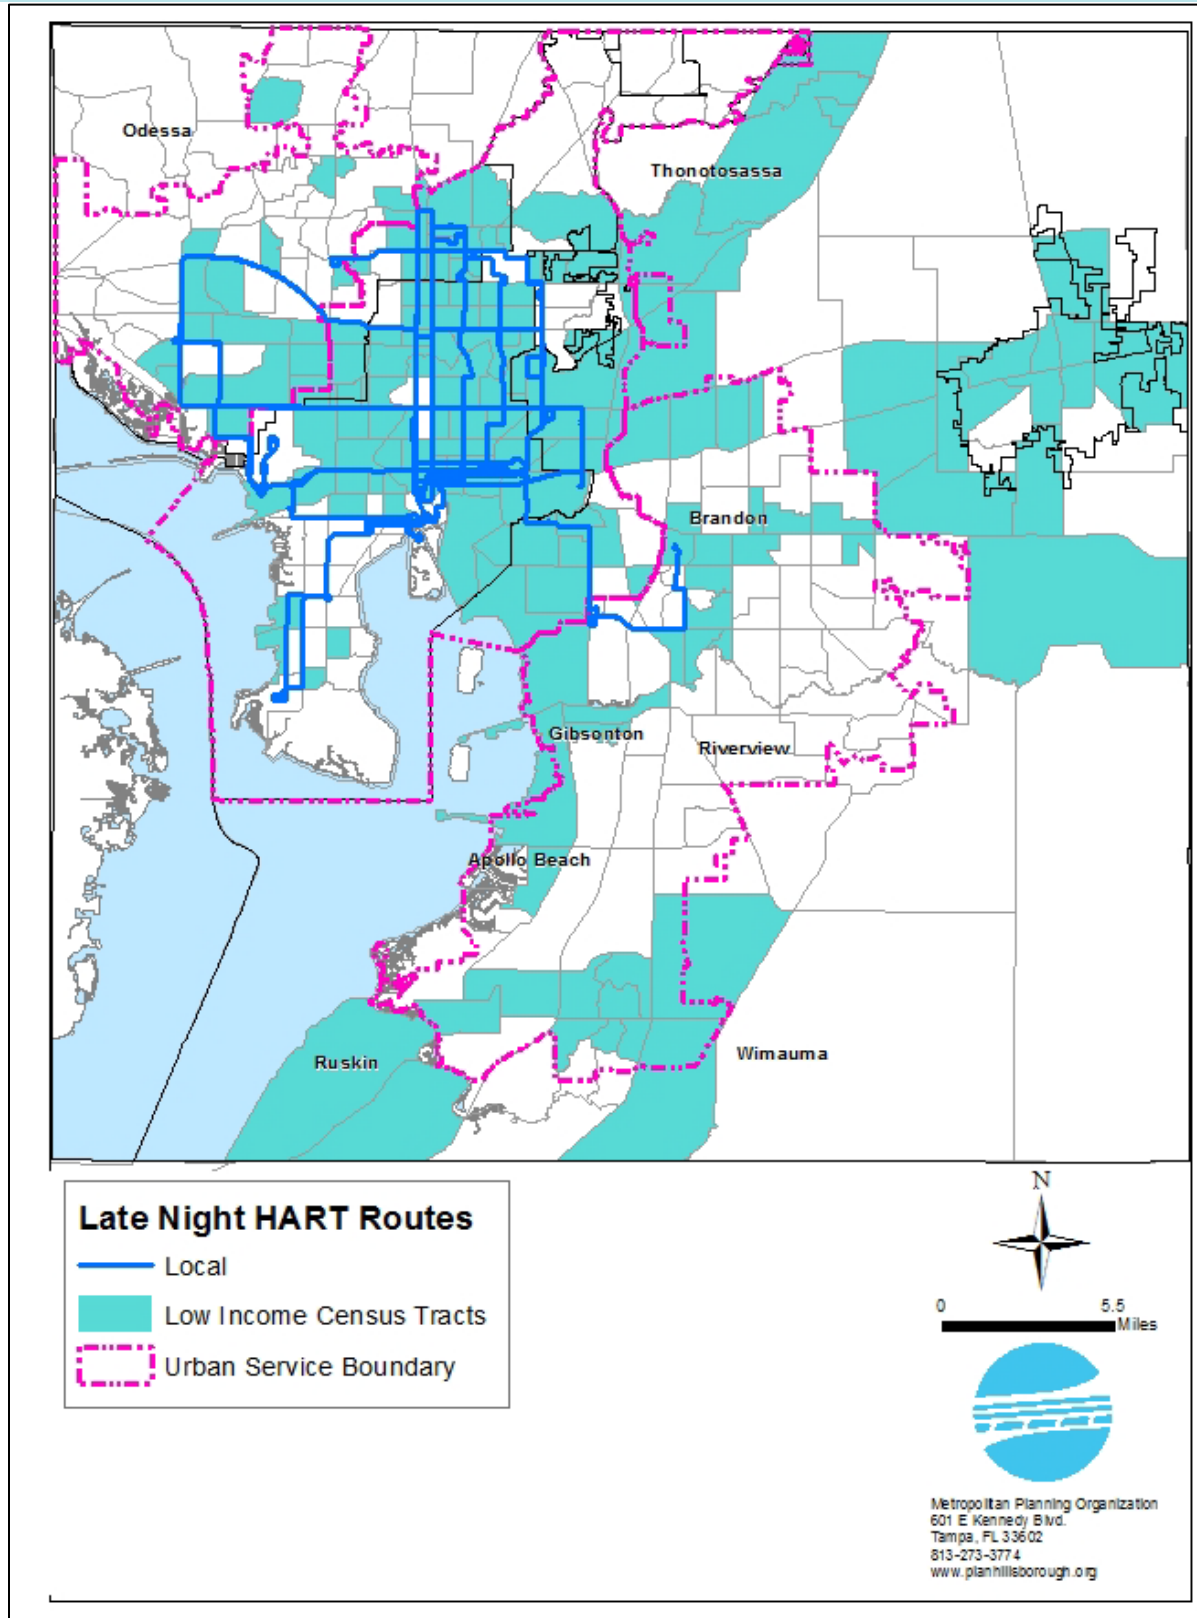 Odessa
Thonotosassa
Brandon
Gibsonton
Riverview
Apollo Beach
Ruskin
Wimauma
Late Night HART Routes
Local
Low Income Census Tracts
Urban Service Boundary
N
0 5.5
Miles
Metropolitan Planning Organization
601 E Kennedy Blvd.
Tampa, FL 33602
813-273-3774
www.planhillsborough.org